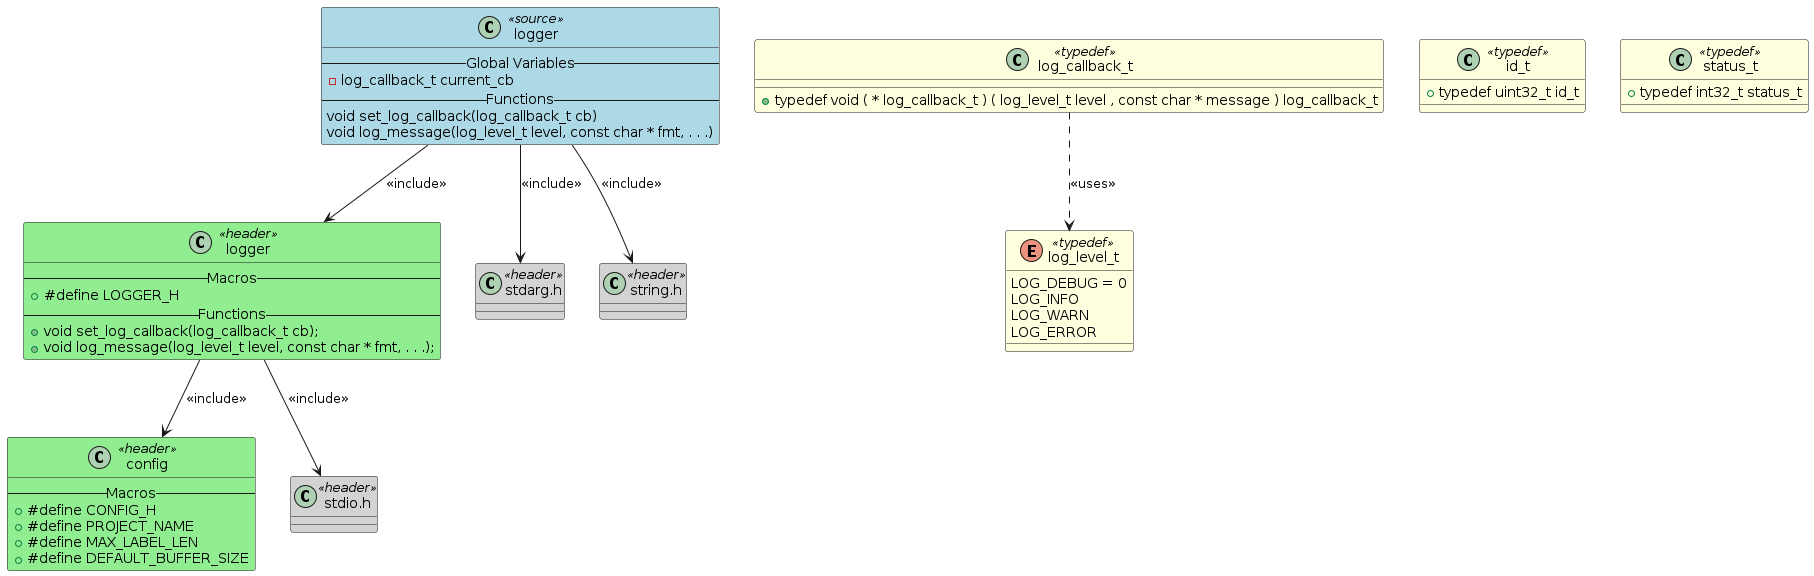 C «source»
logger
Global Variables
log_callback_t current_cb
Functions
void set_log_callback(log_callback_t cb)
void log_message(log_level_t level, const char * fmt, . . .)
C «typedef»
log_callback_t
typedef void ( * log_callback_t ) ( log_level_t level , const char * message ) log_callback_t
C «typedef»
id_t
typedef uint32_t id_t
C «typedef»
status_t
typedef int32_t status_t
«include»
«include»
«include»
«uses»
C «header»
logger
Macros
#define LOGGER_H
Functions
void set_log_callback(log_callback_t cb);
void log_message(log_level_t level, const char * fmt, . . .);
C «header»
stdarg.h
C «header»
string.h
E «typedef»
log_level_t
LOG_DEBUG = 0
LOG_INFO
LOG_WARN
LOG_ERROR
«include»
«include»
C «header»
config
Macros
#define CONFIG_H
#define PROJECT_NAME
#define MAX_LABEL_LEN
#define DEFAULT_BUFFER_SIZE
C «header»
stdio.h